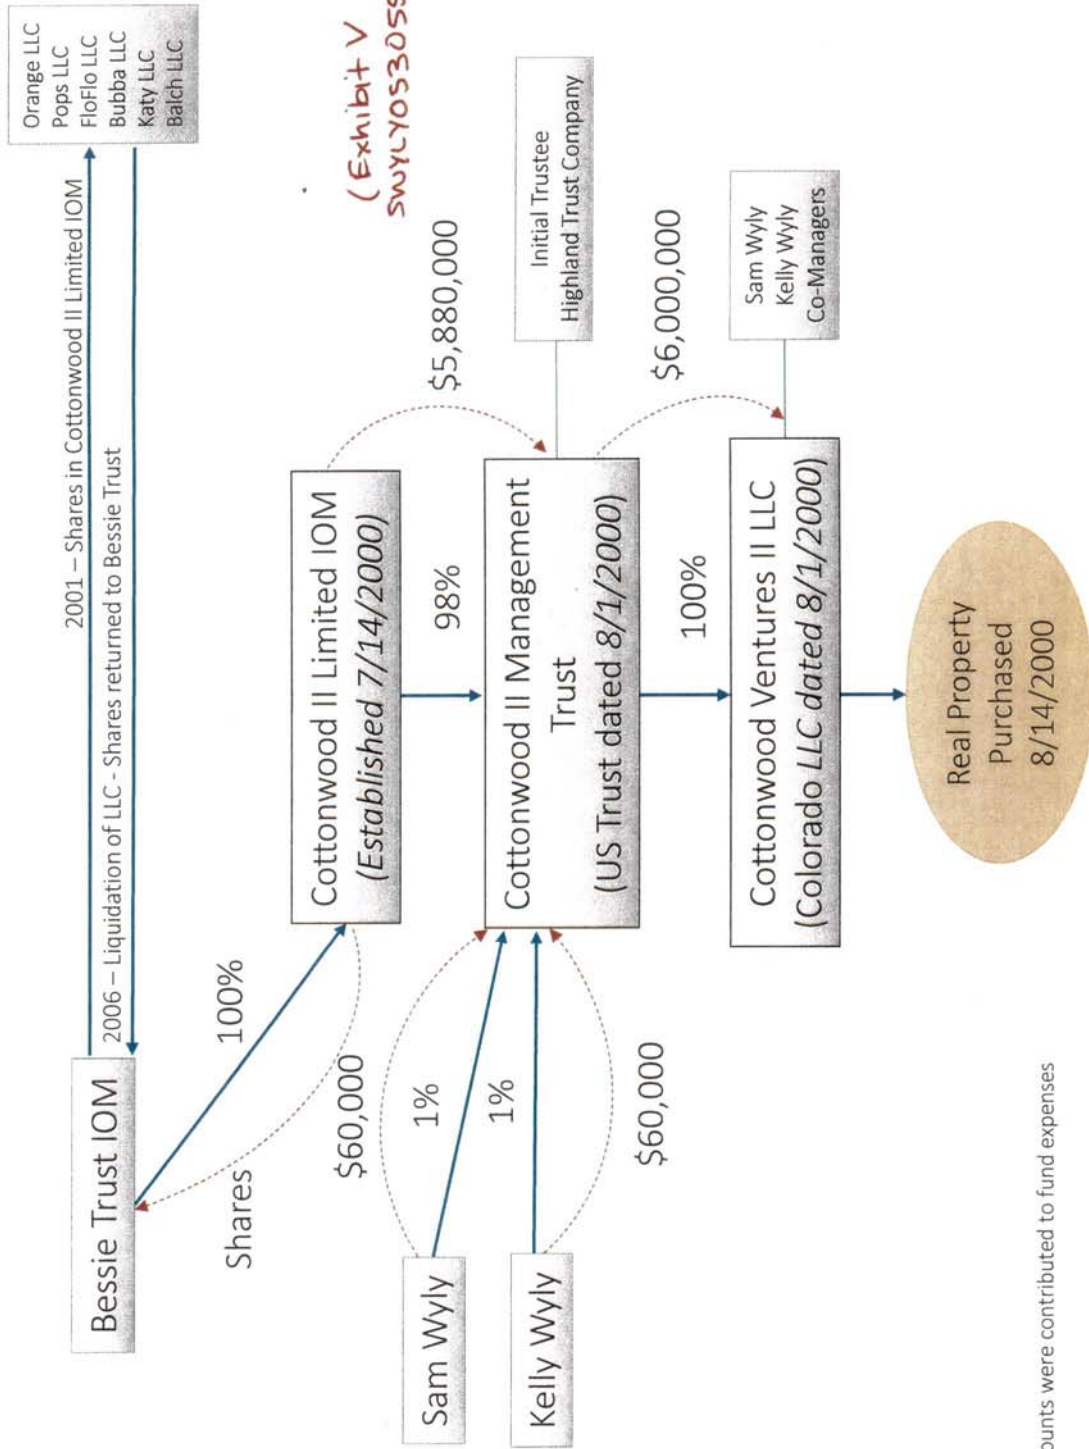 Orange LLC
Pops LLC
FloFlo LLC
Bubba LLC
Katy LLC
Balch LLC
2001 – Shares in Cottonwood II Limited IOM
2006 – Liquidation of LLC - Shares returned to Bessie Trust
Bessie Trust IOM
(Exhibit V
100%
Shares
Cottonwood II Limited IOM
(Established 7/14/2000)
$5,880,000
98%
Initial Trustee
Highland Trust Company
$60,000
1%
Sam Wyly
1%
Kelly Wyly
$60,000
Cottonwood II Management
Trust
(US Trust dated 8/1/2000)
$6,000,000
100%
Sam Wyly
Kelly Wyly
Co-Managers
Cottonwood Ventures II LLC
(Colorado LLC dated 8/1/2000)
Real Property
Purchased
8/14/2000
were contributed to fund expenses